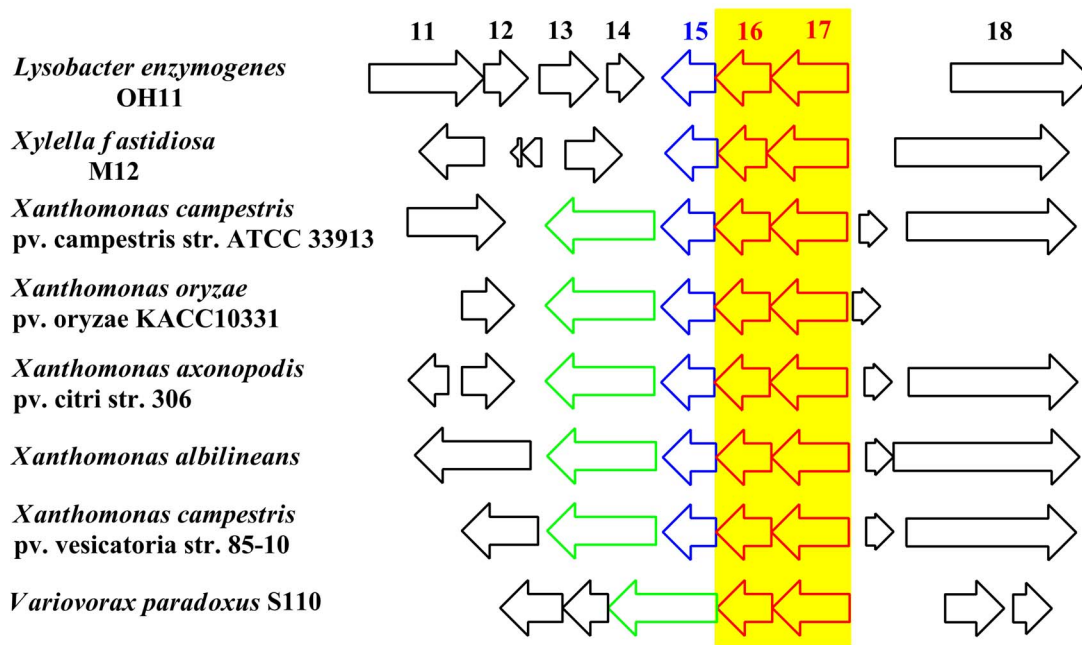 11 12 13 14 15 16 17 18
Lysobacter enzymogenes
OH11
Xylella fastidiosa
M12
Xanthomonas campestris
pv. campestris str. ATCC 33913
Xanthomonas oryzae
pv. oryzae KACC10331
Xanthomonas axonopodis
pv. citri str. 306
Xanthomonas albilineans
Xanthomonas campestris
pv. vesicatoria str. 85-10
Variovorax paradoxus S110